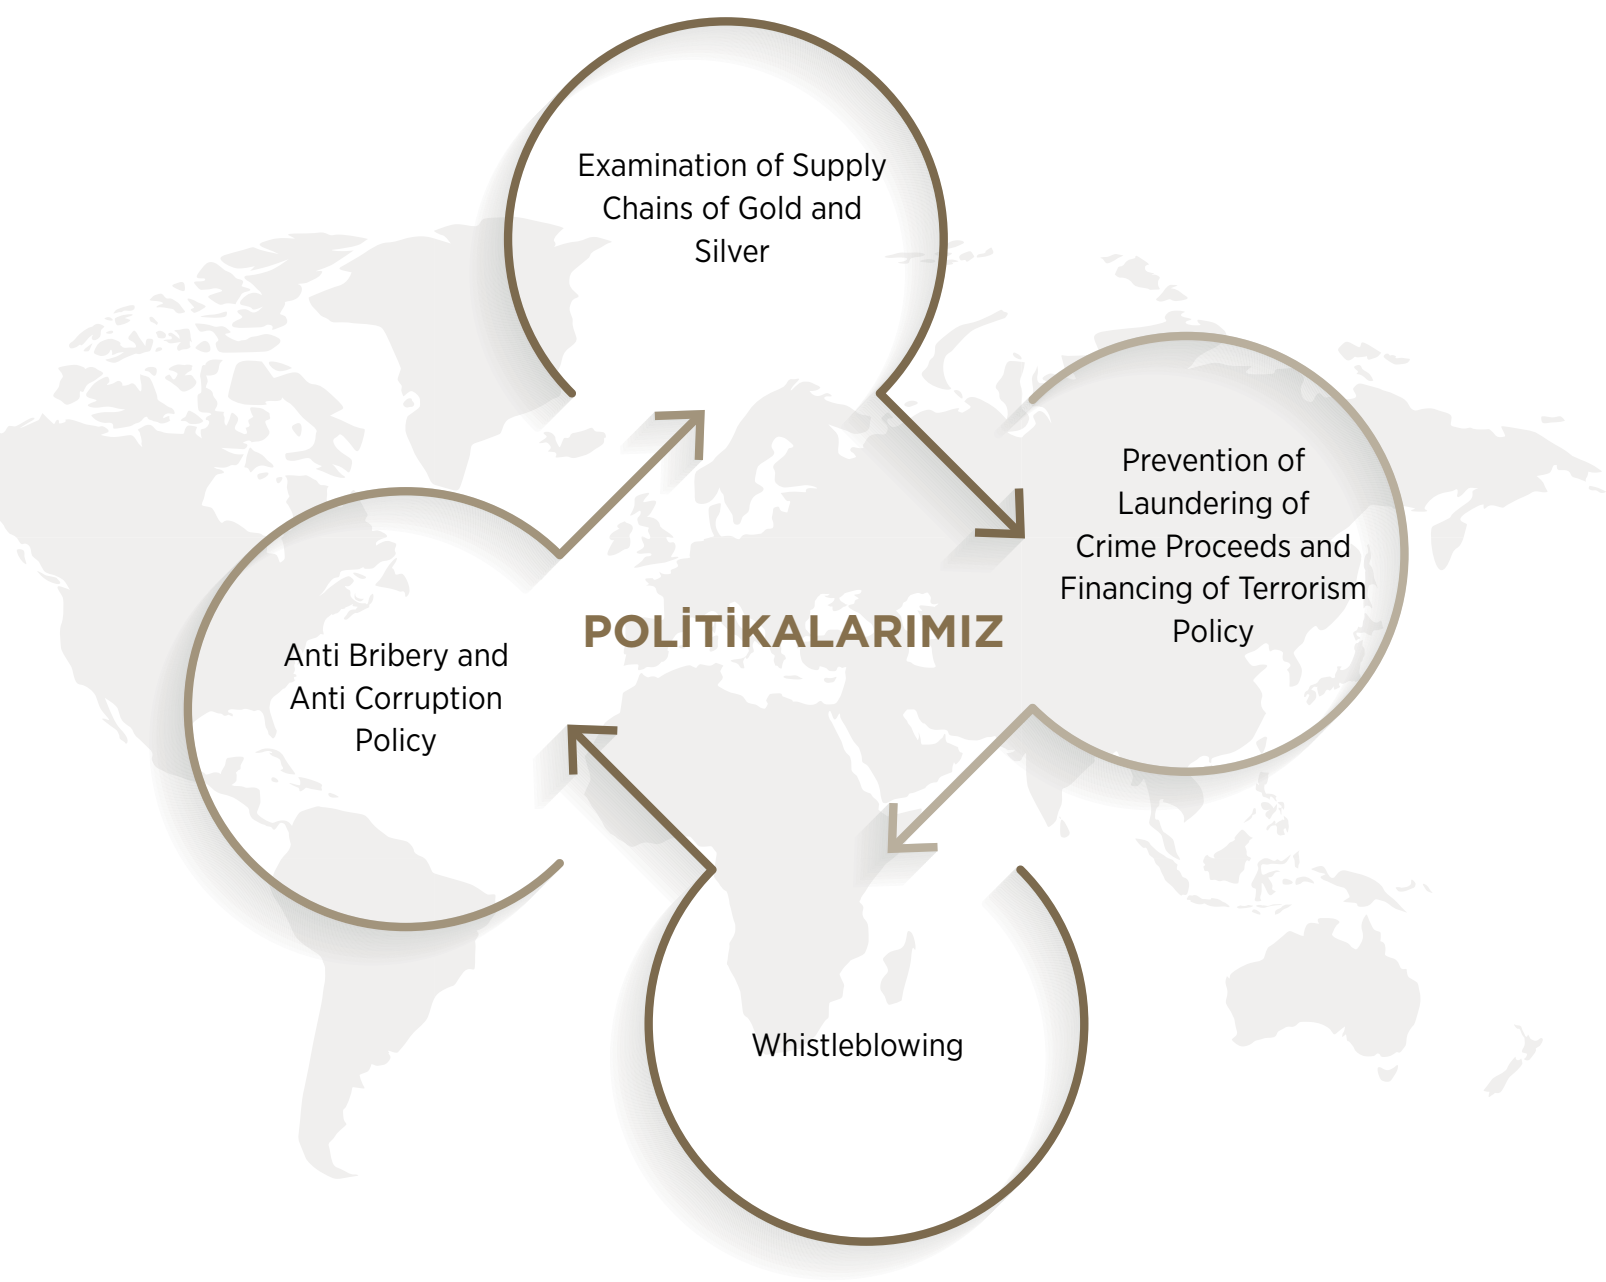 Examination of Supply
Chains of Gold and
Silver
Prevention of
Laundering of
Crime Proceeds and
Financing of Terrorism
Policy
POLİTİKALARIMIZ
Anti Bribery and
Anti Corruption
Policy
Whistleblowing